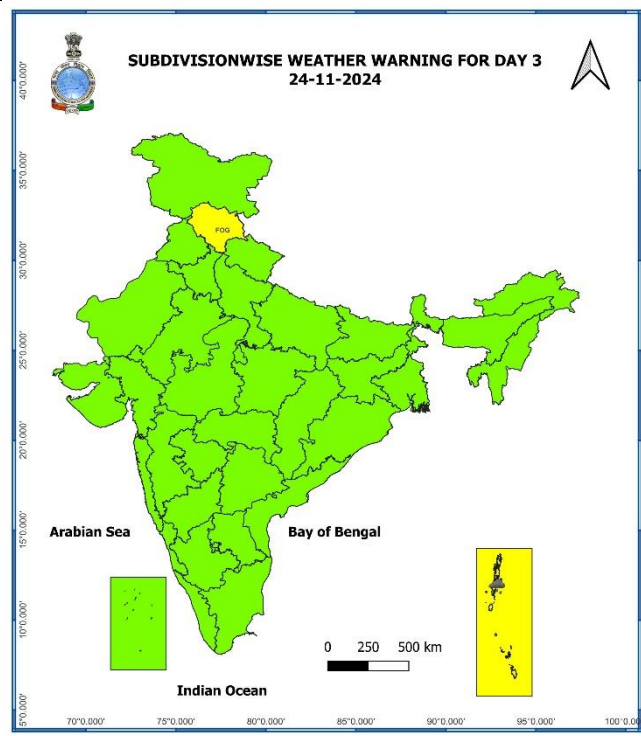 SUBDIVISIONWISE WEATHER WARNING FOR DAY 3
24-11-2024
40°0.000'
35°0.000'
FOG
30°0.000'
25°0.000'
20°0.000'
15°0.000'
Arabian Sea
Bay of Bengal
10°0.000'
0 250 500 km
Indian Ocean
5°0.000'
70°0.000' 75°0.000' 80°0.000' 85°0.000' 90°0.000' 95°0.000' 100°0.0